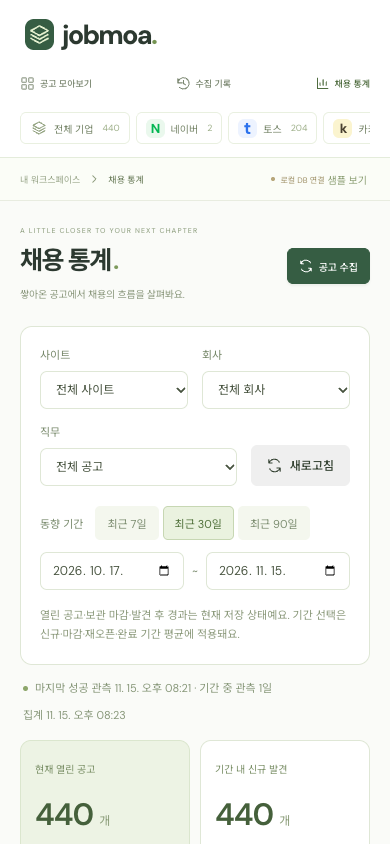 jobmoa.
공고 모아보기 수집 기록 채용 통계
전체 기업 440 N 네이버 2 t 토스 204 k
내 워크스페이스 > 채용 통계 로컬 DB 연결 샘플 보기
A LITTLE CLOSER TO YOUR NEXT CHAPTER
채용 통계.
공고 수집
쌓아온 공고에서 채용의 흐름을 살펴봐요.
사이트 회사
전체 사이트 전체 회사
직무
전체 공고 새로고침
동향 기간 최근 7일 최근 30일 최근 90일
2026. 10. 17. ~ 2026. 11. 15.
열린 공고·보관 마감·발견 후 경과는 현재 저장 상태예요. 기간 선택은
신규·마감·재오픈·완료 기간 평균에 적용돼요.
마지막 성공 관측 11. 15. 오후 08:21 · 기간 중 관측 1일
집계 11. 15. 오후 08:23
현재 열린 공고 기간 내 신규 발견
440 개 440 개